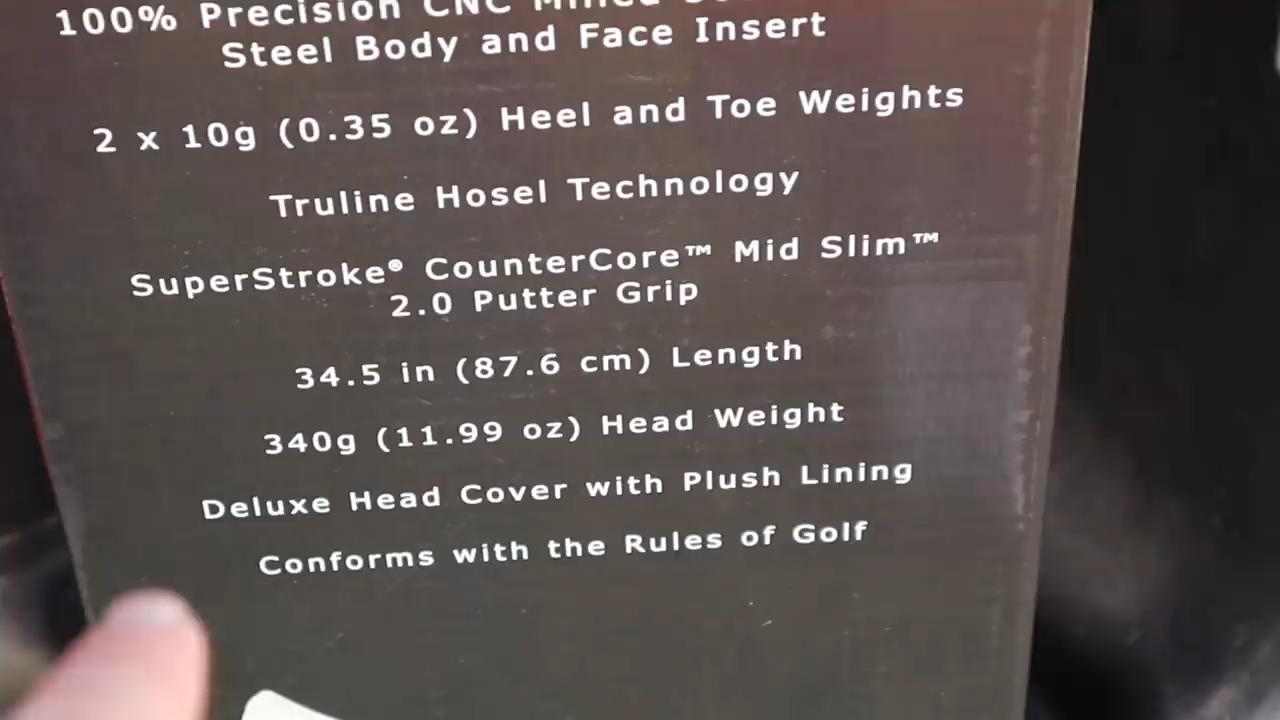 100% Precision CNC Milled
Steel Body and Face Insert
2 x 10g (0.35 oz) Heel and Toe Weights
Truline Hosel Technology
SuperStroke® CounterCore™ Mid Slim™
2.0 Putter Grip
34.5 in (87.6 cm) Length
340g (11.99 oz) Head Weight
Deluxe Head Cover with Plush Lining
Conforms with the Rules of Golf